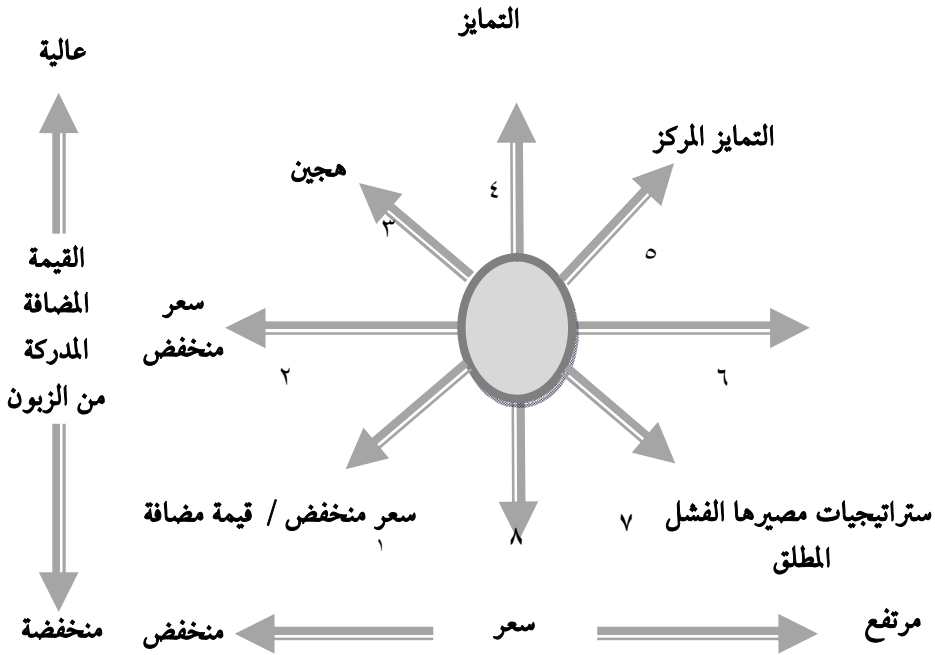 التمايز
عالية
التمايز المركز
هجين
٤
٣
٥
القيمة
المضافة
المدركة
من الزبون
سعر
منخفض
٢
٦
سعر منخفض / قيمة مضافة
١
٨
٧
ستراتيجيات مصيرها الفشل
المطلق
منخفضة
منخفض
سعر
مرتفع